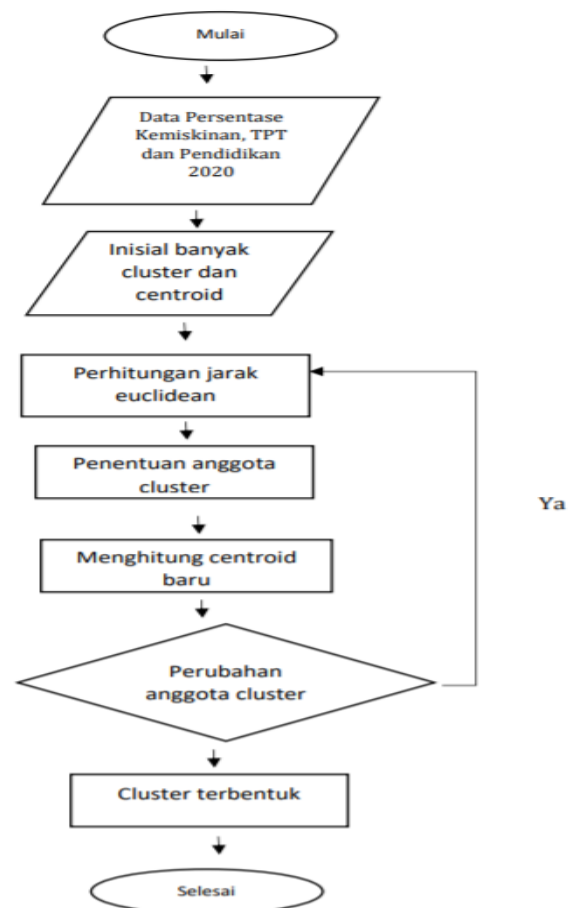 Mulai
Data Persentase
Kemiskinan, TPT
dan Pendidikan
2020
Inisial banyak
cluster dan
centroid
Perhitungan jarak
euclidean
Penentuan anggota
cluster
Menghitung centroid
baru
Ya
Perubahan
anggota cluster
Cluster terbentuk
Selesai